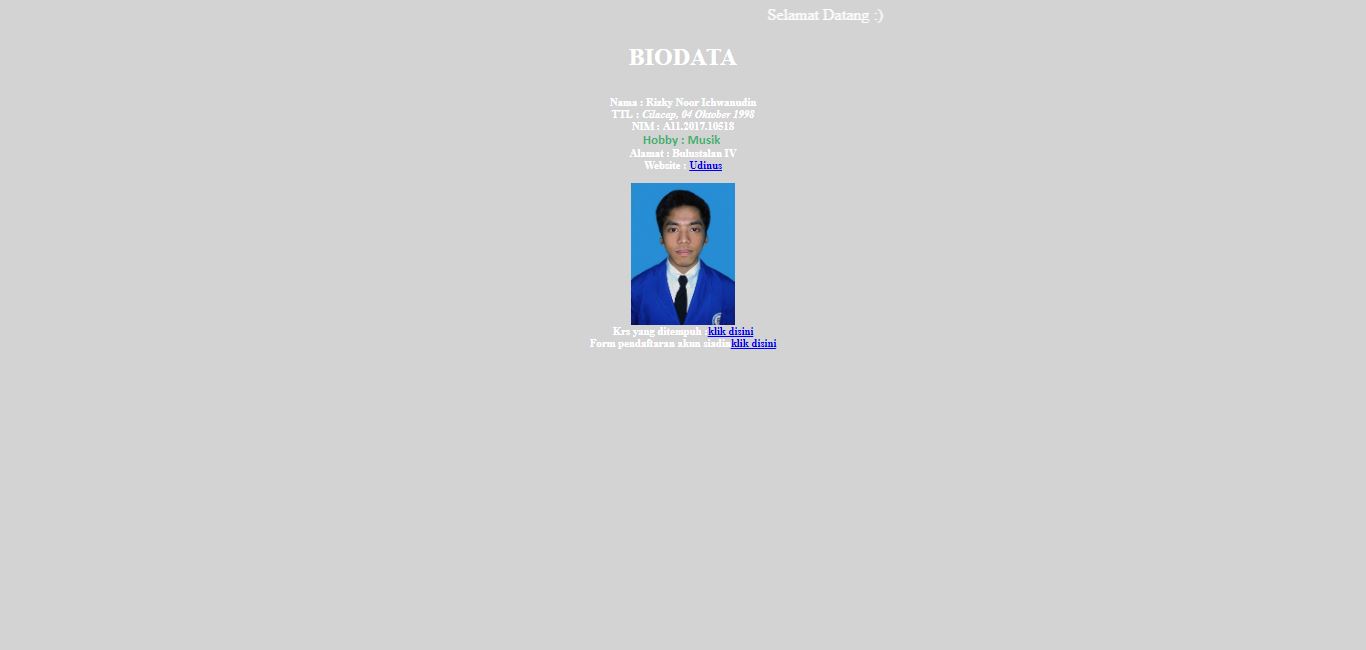 Selamat Datang :)
BIODATA
Nama : Rizky Noor Ichwanudin
TTL : Cilacap, 04 Oktober 1998
NIM : A11.2017.10518
Hobby : Musik
Alamat : Bulustalan IV
Website : Udinus
Krs yang ditempuh :klik disini
Form pendaftaran akun siadin klik disini